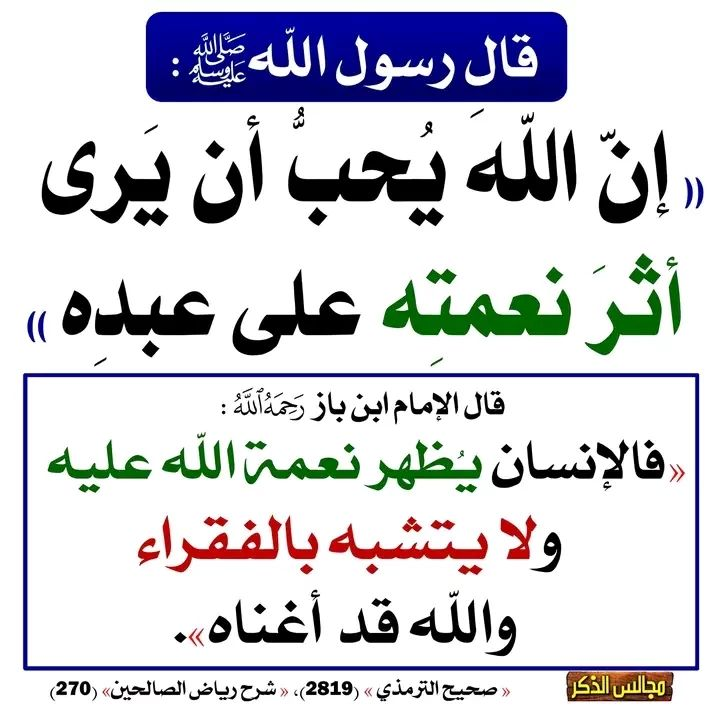 قال رسول الله ﷺ :
(( إنّ اللهَ يُحبُّ أن يَرى
أثرَ نعمتِه على عبدِه ))
قال الإمام ابن باز رَحِمَهُ ٱللَّهُ :
«فالإنسان يُظهر نعمة الله عليه
ولا يتشبه بالفقراء
والله قد أغناه».
مجالس الذكر
« صحيح الترمذي » (2819)، « شرح رياض الصالحين» (270)